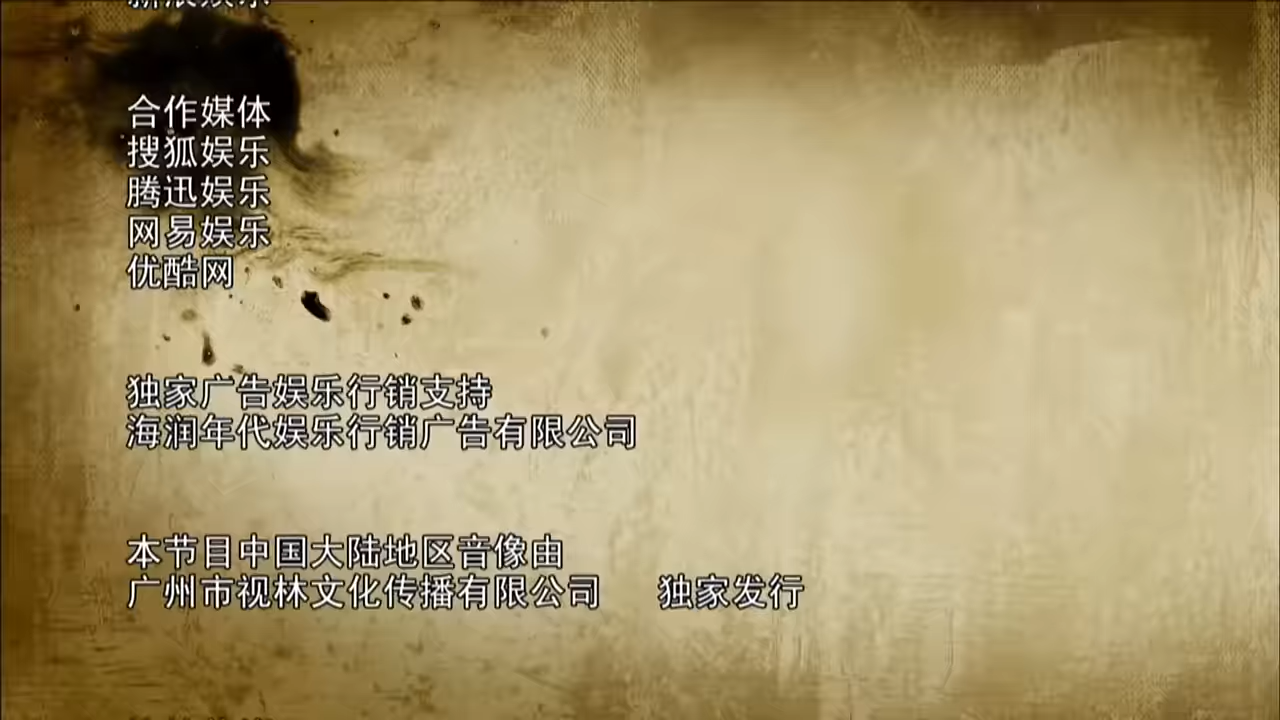 合作媒体
搜狐娱乐
腾迅娱乐
网易娱乐
优酷网
独家广告娱乐行销支持
海润年代娱乐行销广告有限公司
本节目中国大陆地区音像由
广州市视林文化传播有限公司 独家发行